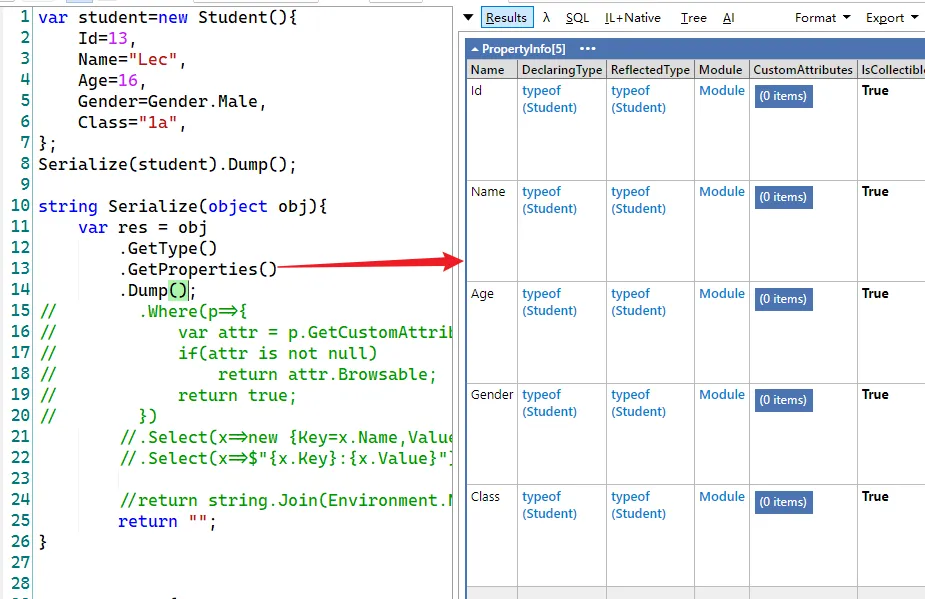 1 var student=new Student(){
2 Id=13,
3 Name="Lec",
4 Age=16,
5 Gender=Gender.Male,
6 Class="1a",
7 };
8 Serialize(student).Dump();
9
10 string Serialize(object obj){
11 var res = obj
12 .GetType()
13 .GetProperties()
14 .Dump();
15 // .Where(p=>{
16 // var attr = p.GetCustomAttrib
17 // if(attr is not null)
18 // return attr.Browsable;
19 // return true;
20 // })
21 //.Select(x=>new {Key=x.Name,Value
22 //.Select(x=>$"{x.Key}:{x.Value}")
23
24 //return string.Join(Environment.N
25 return "";
26 }
27
28
Results λ SQL IL+Native Tree AI Format Export
PropertyInfo[5] •••
Name DeclaringType ReflectedType Module CustomAttributes IsCollectible
Id typeof typeof Module (0 items) True
(Student) (Student)
Name typeof typeof Module (0 items) True
(Student) (Student)
Age typeof typeof Module (0 items) True
(Student) (Student)
Gender typeof typeof Module (0 items) True
(Student) (Student)
Class typeof typeof Module (0 items) True
(Student) (Student)